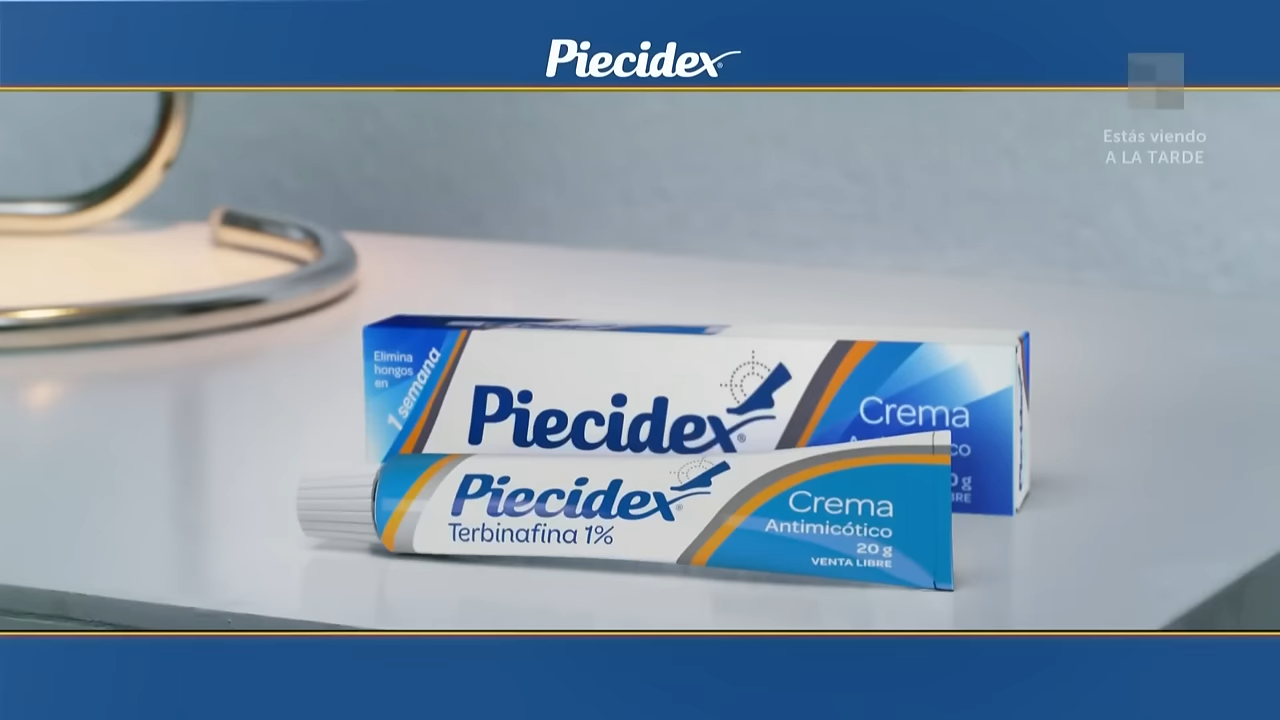 Piecidex
Estás viendo
A LA TARDE
Elimina
hongos
en
1 semana
Piecidex
Crema
Piecidex
Terbinafina 1%
Crema
Antimicótico
20 g
VENTA LIBRE